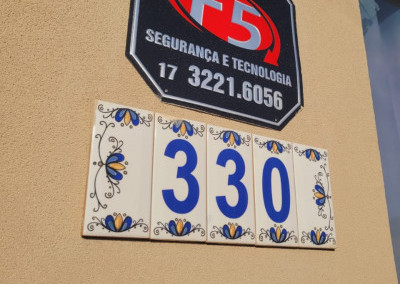 F5
SEGURANÇA E TECNOLOGIA
17 3221.6056
330